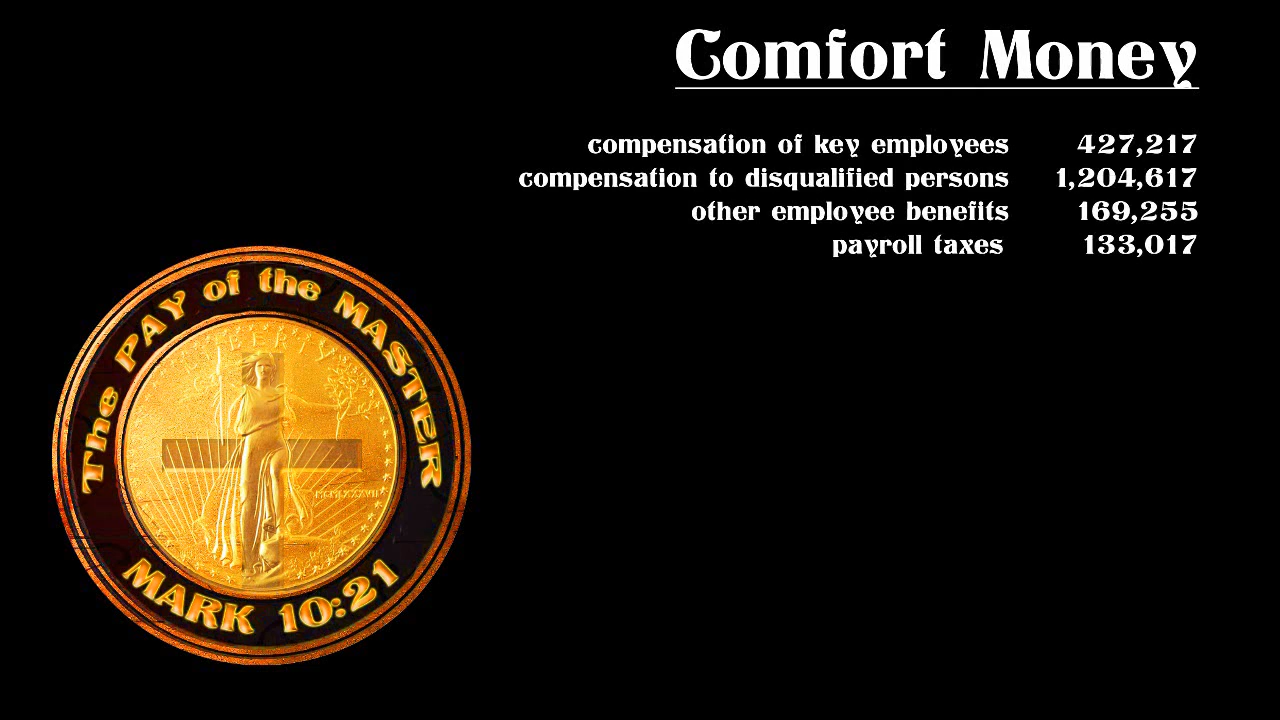 Comfort Money
compensation of key employees 427,217
compensation to disqualified persons 1,204,617
other employee benefits 169,255
payroll taxes 133,017
The PAY of the MASTER
LIBERTY
MARK 10:21